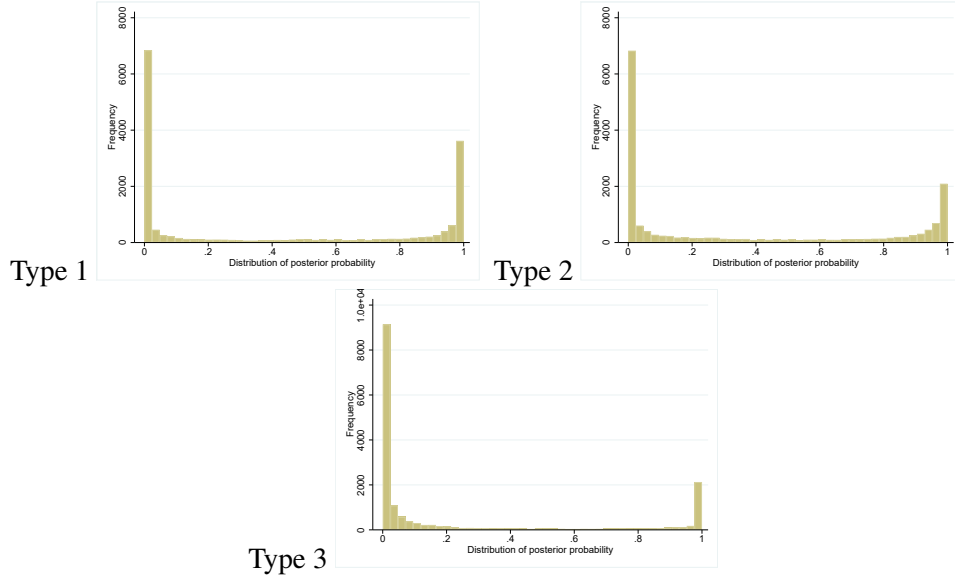 8000
8000
6000
6000
Frequency
Frequency
4000
4000
2000
2000
0
0
0 .2 .4 .6 .8 1
0 .2 .4 .6 .8 1
Distribution of posterior probability
Distribution of posterior probability
Type 1
Type 2
1.0e+04
8000
6000
Frequency
4000
2000
0
0 .2 .4 .6 .8 1
Distribution of posterior probability
Type 3